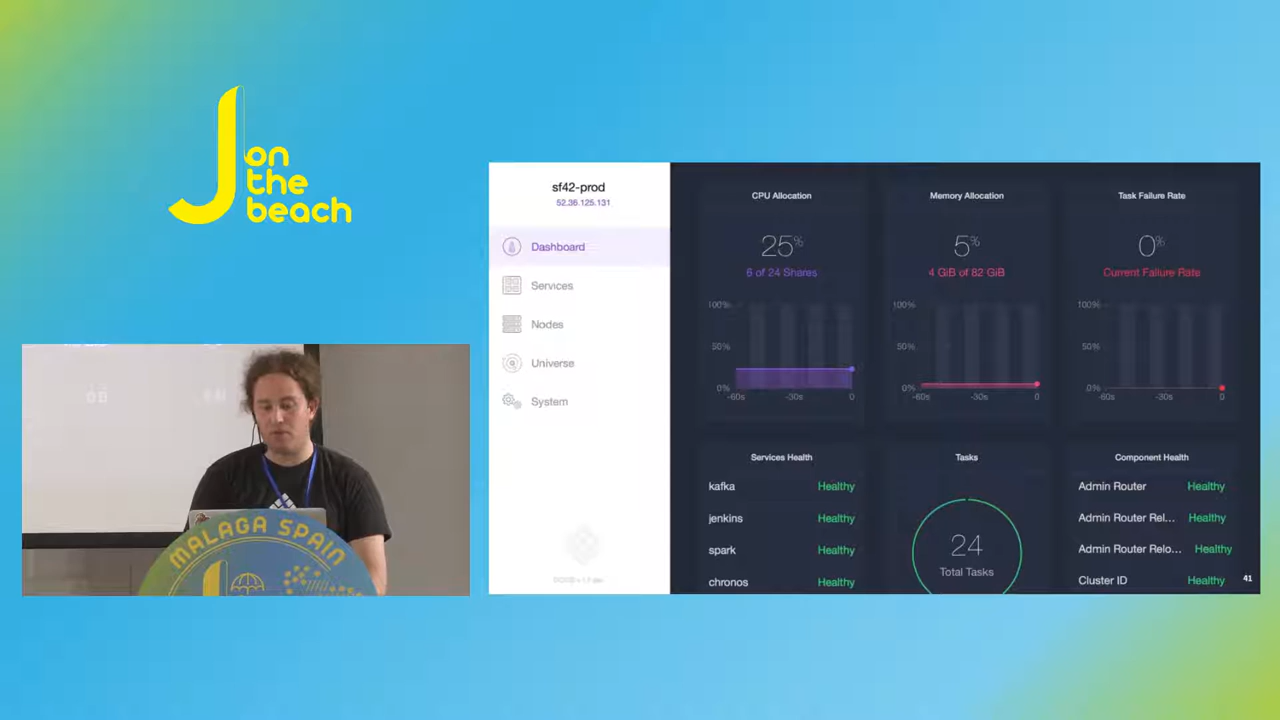 J on
the
beach
MALAGA SPAIN
sf42-prod
52.36.125.131
Dashboard
Services
Nodes
Universe
System
CPU Allocation
25%
6 of 24 Shares
100%
50%
0%
-60s
-30s
0
Memory Allocation
5%
4 GiB of 82 GiB
100%
50%
0%
-60s
-30s
0
Task Failure Rate
0%
Current Failure Rate
100%
50%
0%
-60s
-30s
0
Services Health
kafka Healthy
jenkins Healthy
spark Healthy
chronos Healthy
Tasks
24
Total Tasks
Component Health
Admin Router Healthy
Admin Router Rel... Healthy
Admin Router Relo... Healthy
Cluster ID Healthy
41